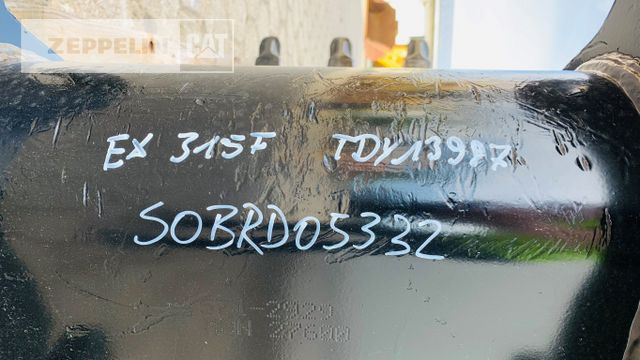 ZEPPELIN CAT
EX 315F TDY13987
SOBRD05332